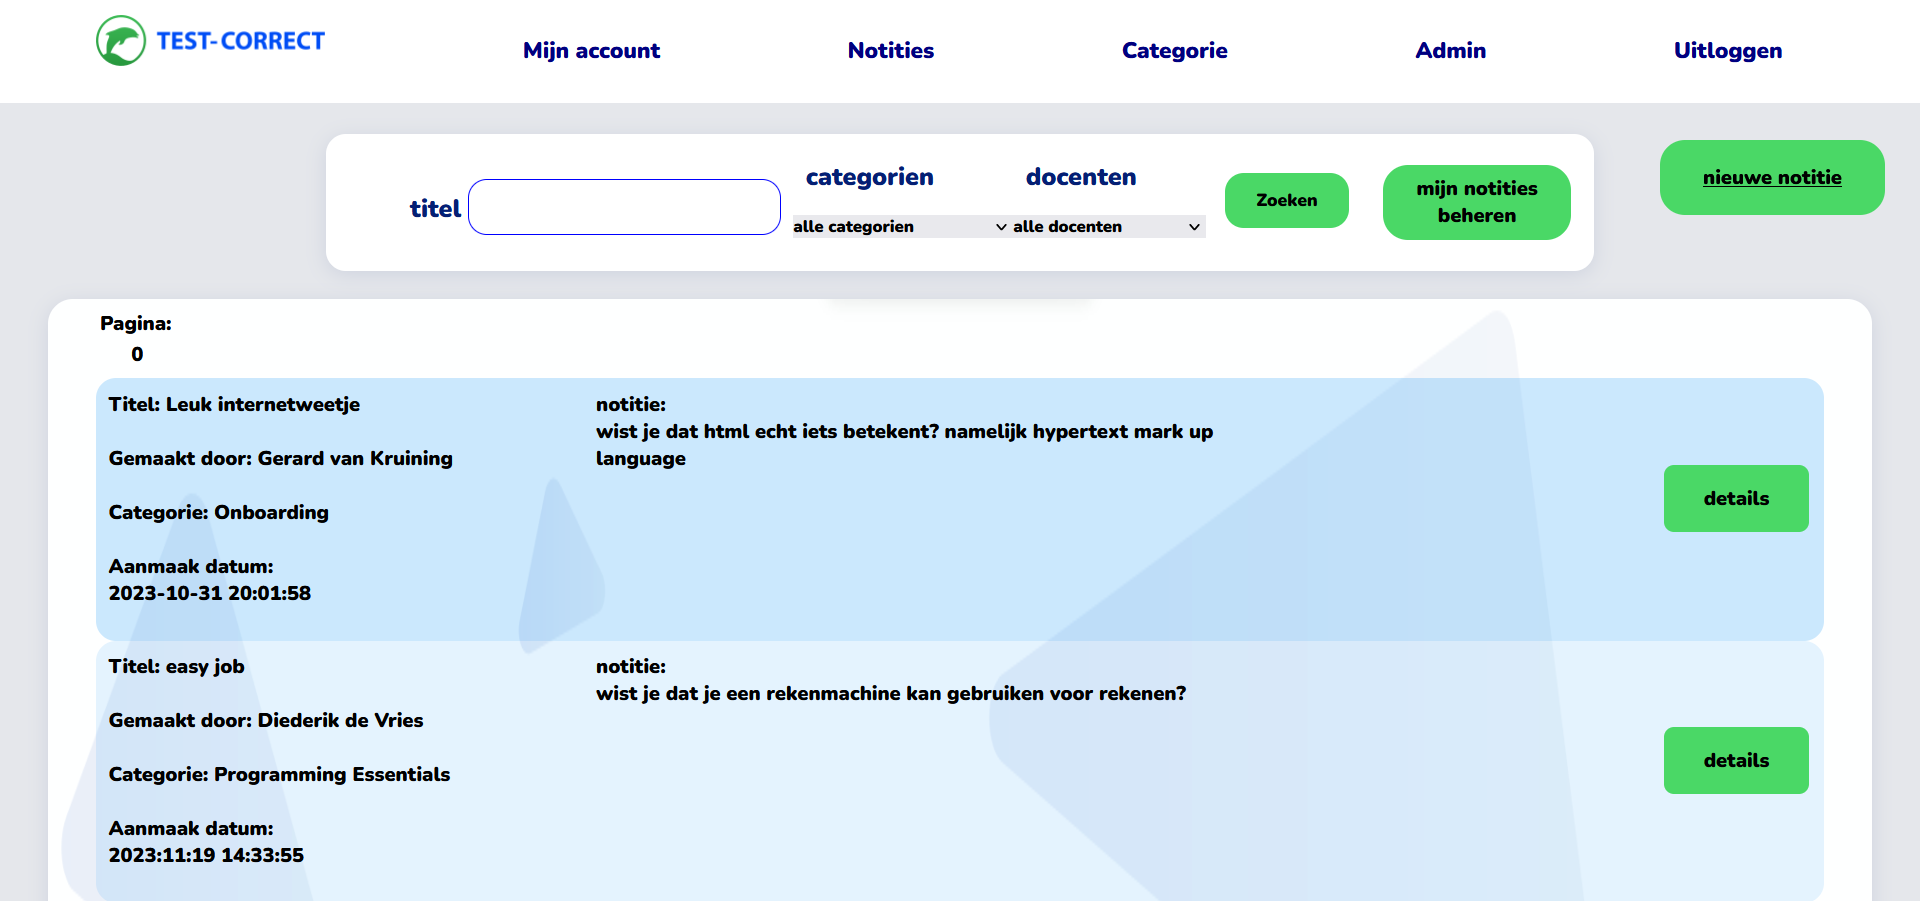 TEST-CORRECT
Mijn account
Notities
Categorie
Admin
Uitloggen
titel
categorien
docenten
alle categorien
alle docenten
Zoeken
mijn notities
beheren
nieuwe notitie
Pagina:
0
Titel: Leuk internetweetje
Gemaakt door: Gerard van Kruining
Categorie: Onboarding
Aanmaak datum:
2023-10-31 20:01:58
notitie:
wist je dat html echt iets betekent? namelijk hypertext mark up
language
details
Titel: easy job
Gemaakt door: Diederik de Vries
Categorie: Programming Essentials
Aanmaak datum:
2023:11:19 14:33:55
notitie:
wist je dat je een rekenmachine kan gebruiken voor rekenen?
details